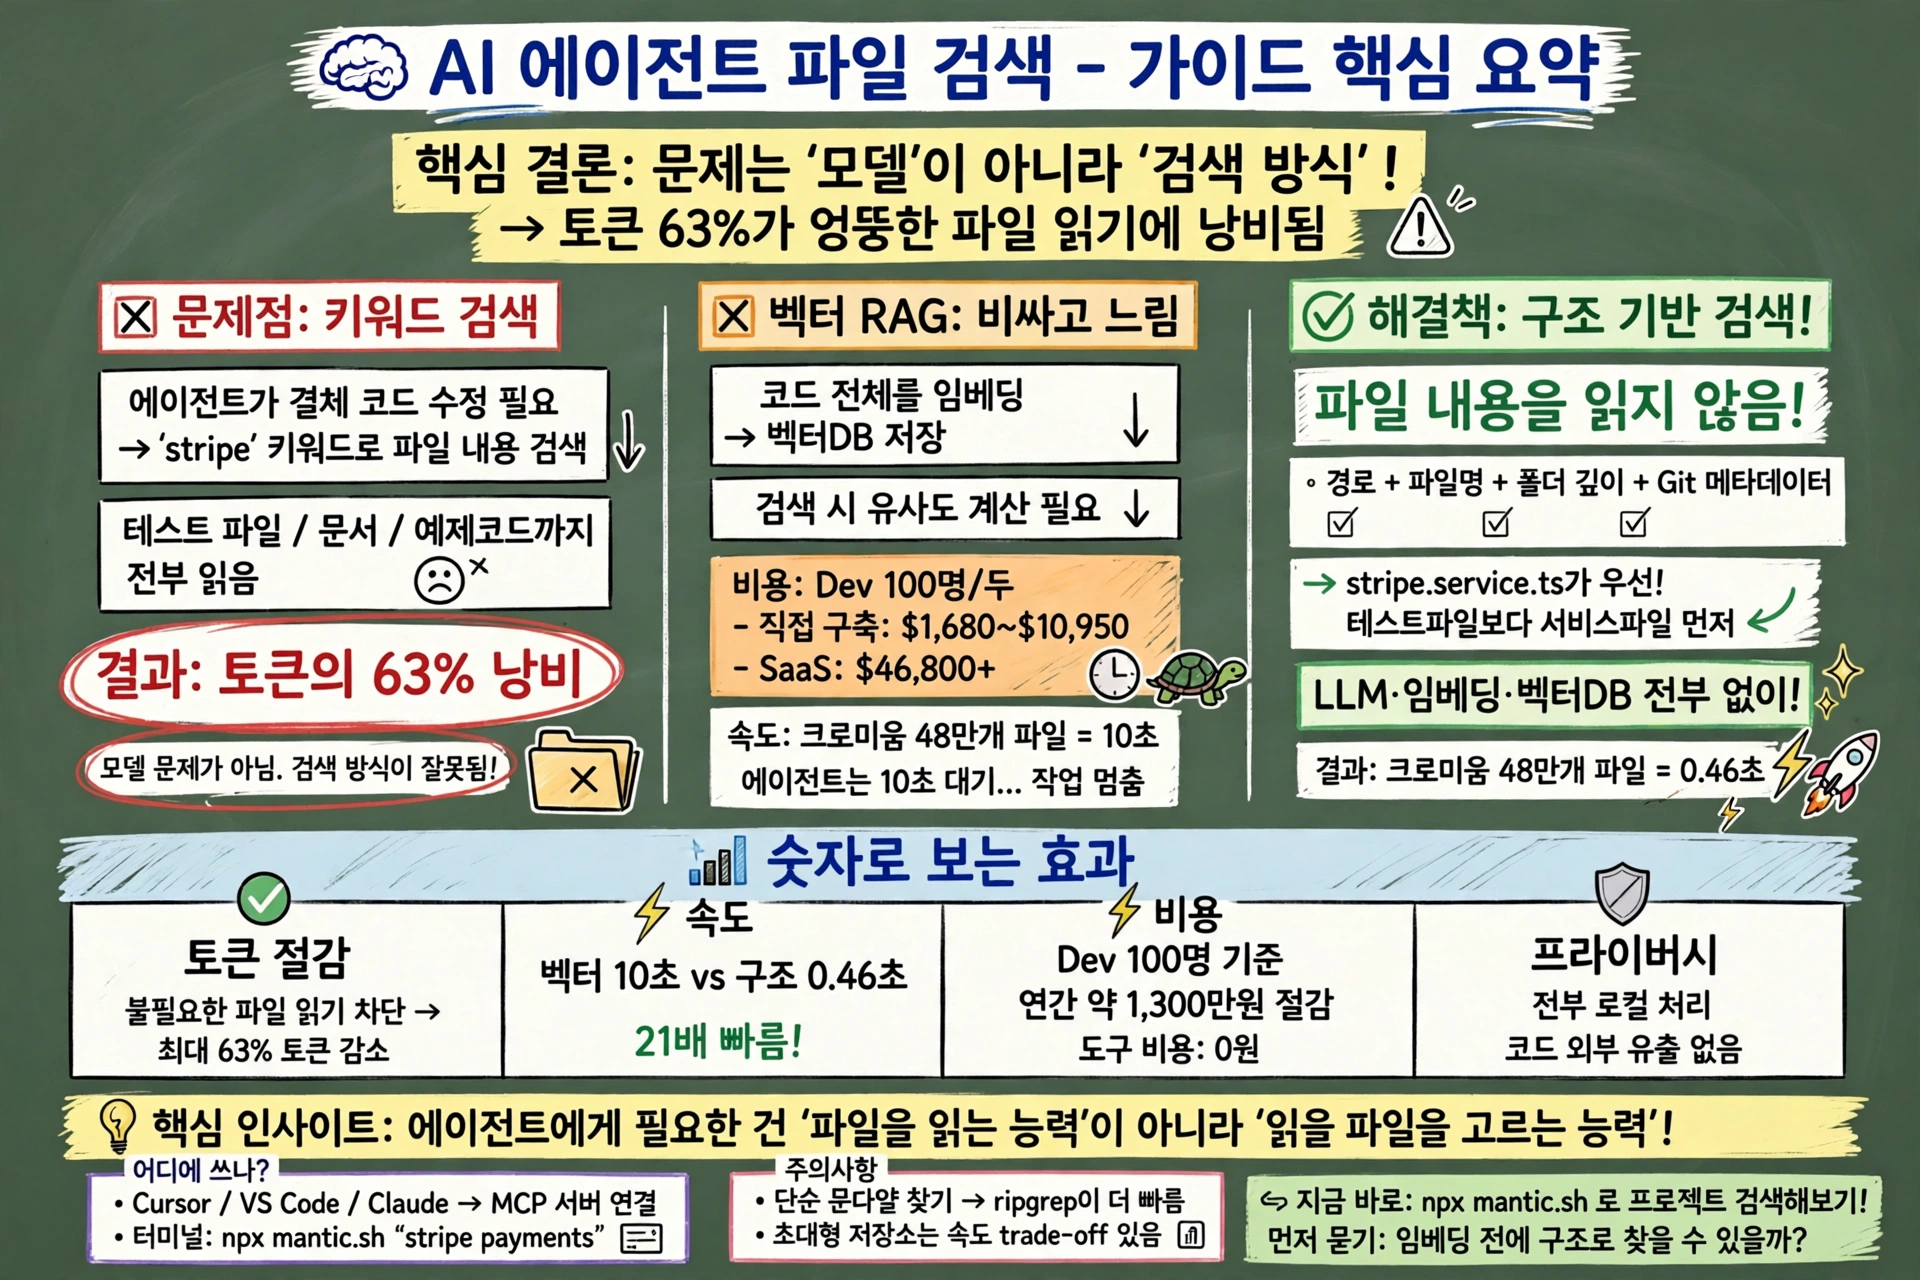 AI 에이전트 파일 검색 - 가이드 핵심 요약
핵심 결론: 문제는 ‘모델’이 아니라 ‘검색 방식’!
→ 토큰 63%가 엉뚱한 파일 읽기에 낭비됨
문제점: 키워드 검색
에이전트가 결체 코드 수정 필요
→ ‘stripe’ 키워드로 파일 내용 검색
테스트 파일 / 문서 / 예제코드까지
전부 읽음
결과: 토큰의 63% 낭비
모델 문제가 아님. 검색 방식이 잘못됨!
벡터 RAG: 비싸고 느림
코드 전체를 임베딩
→ 벡터DB 저장
검색 시 유사도 계산 필요
비용: Dev 100명/두
- 직접 구축: $1,680~$10,950
- SaaS: $46,800+
속도: 크로미움 48만개 파일 = 10초
에이전트는 10초 대기... 작업 멈춤
해결책: 구조 기반 검색!
파일 내용을 읽지 않음!
◦ 경로 + 파일명 + 폴더 깊이 + Git 메타데이터
→ stripe.service.ts가 우선!
테스트파일보다 서비스파일 먼저
LLM·임베딩·벡터DB 전부 없이!
결과: 크로미움 48만개 파일 = 0.46초
숫자로 보는 효과
토큰 절감
불필요한 파일 읽기 차단 →
최대 63% 토큰 감소
속도
벡터 10초 vs 구조 0.46초
21배 빠름!
비용
Dev 100명 기준
연간 약 1,300만원 절감
도구 비용: 0원
프라이버시
전부 로컬 처리
코드 외부 유출 없음
핵심 인사이트: 에이전트에게 필요한 건 ‘파일을 읽는 능력’이 아니라 ‘읽을 파일을 고르는 능력’!
어디에 쓰나?
• Cursor / VS Code / Claude → MCP 서버 연결
• 터미널: npx mantic.sh “stripe payments”
주의사항
• 단순 문다얄 찾기 → ripgrep이 더 빠름
• 초대형 저장소는 속도 trade-off 있음
지금 바로: npx mantic.sh 로 프로젝트 검색해보기!
먼저 묻기: 임베딩 전에 구조로 찾을 수 있을까?